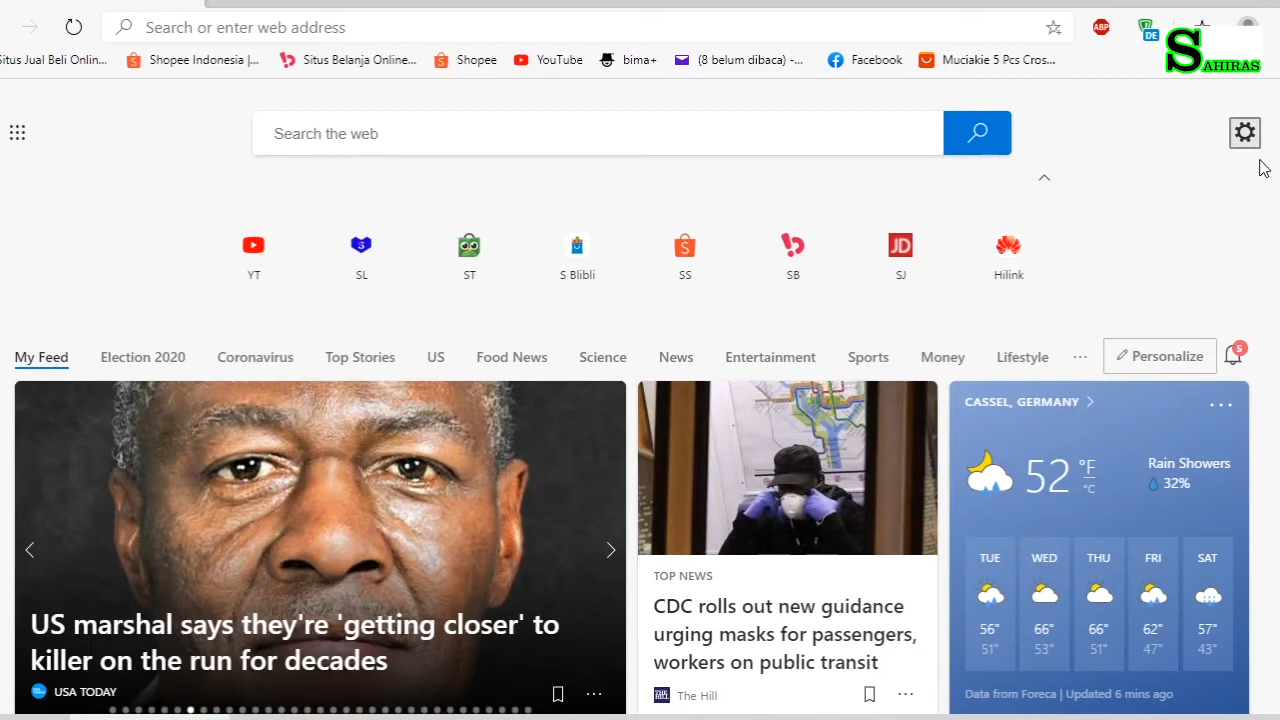 Search or enter web address
ABP
DE
SAHIRAS
Situs Jual Beli Onlin...
Shopee Indonesia |...
Situs Belanja Online...
Shopee
YouTube
bima+
(8 belum dibaca) -...
Facebook
Muciakie 5 Pcs Cros...
Search the web
YT
SL
ST
S Blibli
SS
SB
JD
SJ
Hilink
My Feed
Election 2020
Coronavirus
Top Stories
US
Food News
Science
News
Entertainment
Sports
Money
Lifestyle
Personalize
5
US marshal says they're 'getting closer' to
killer on the run for decades
USA TODAY
TOP NEWS
CDC rolls out new guidance
urging masks for passengers,
workers on public transit
The Hill
CASSEL, GERMANY
52 °F
°C
Rain Showers
32%
TUE
WED
THU
FRI
SAT
56°
66°
66°
62°
57°
51°
53°
51°
47°
43°
Data from Foreca | Updated 6 mins ago